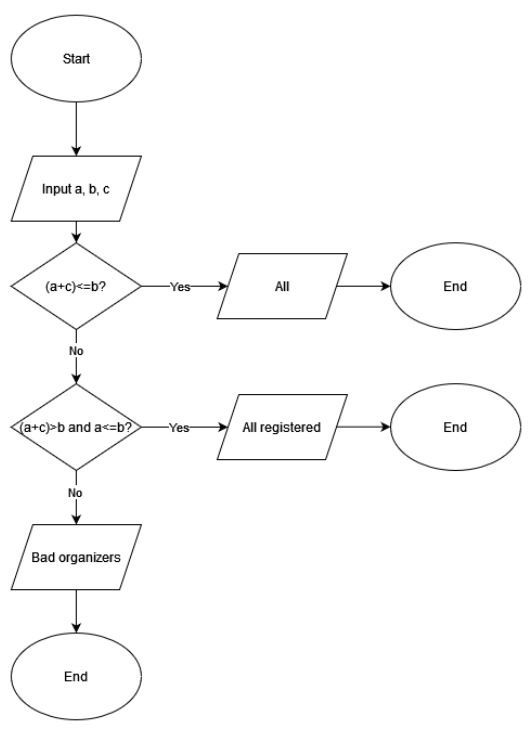 Start
Input a, b, c
(a+c)<=b?
Yes
All
End
No
(a+c)>b and a<=b?
Yes
All registered
End
No
Bad organizers
End